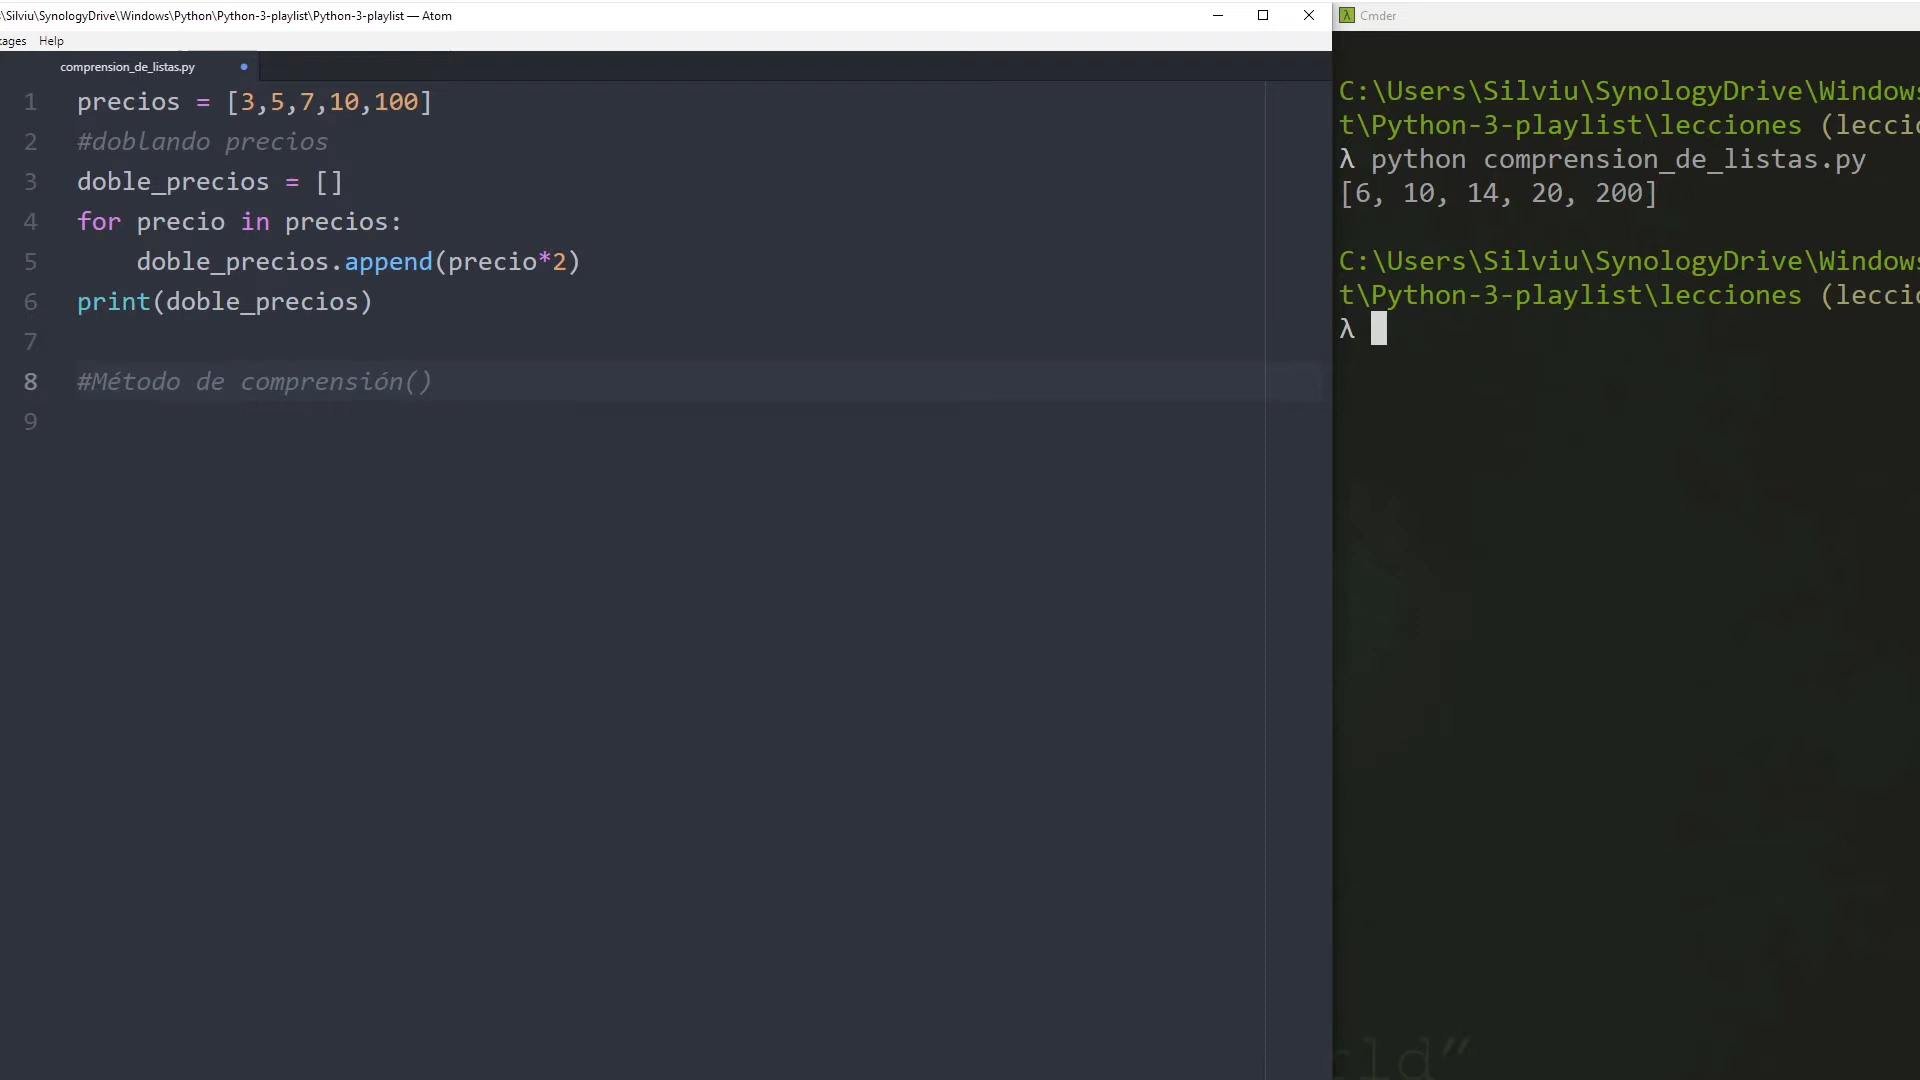 \Silviu\SynologyDrive\Windows\Python\Python-3-playlist\Python-3-playlist — Atom
Help
comprension_de_listas.py
1 precios = [3,5,7,10,100]
2 #doblando precios
3 doble_precios = []
4 for precio in precios:
5 doble_precios.append(precio*2)
6 print(doble_precios)
7
8 #Método de comprensión()
9
Cmder
C:\Users\Silviu\SynologyDrive\Windows
t\Python-3-playlist\lecciones (leccio
λ python comprension_de_listas.py
[6, 10, 14, 20, 200]
C:\Users\Silviu\SynologyDrive\Windows
t\Python-3-playlist\lecciones (leccio
λ